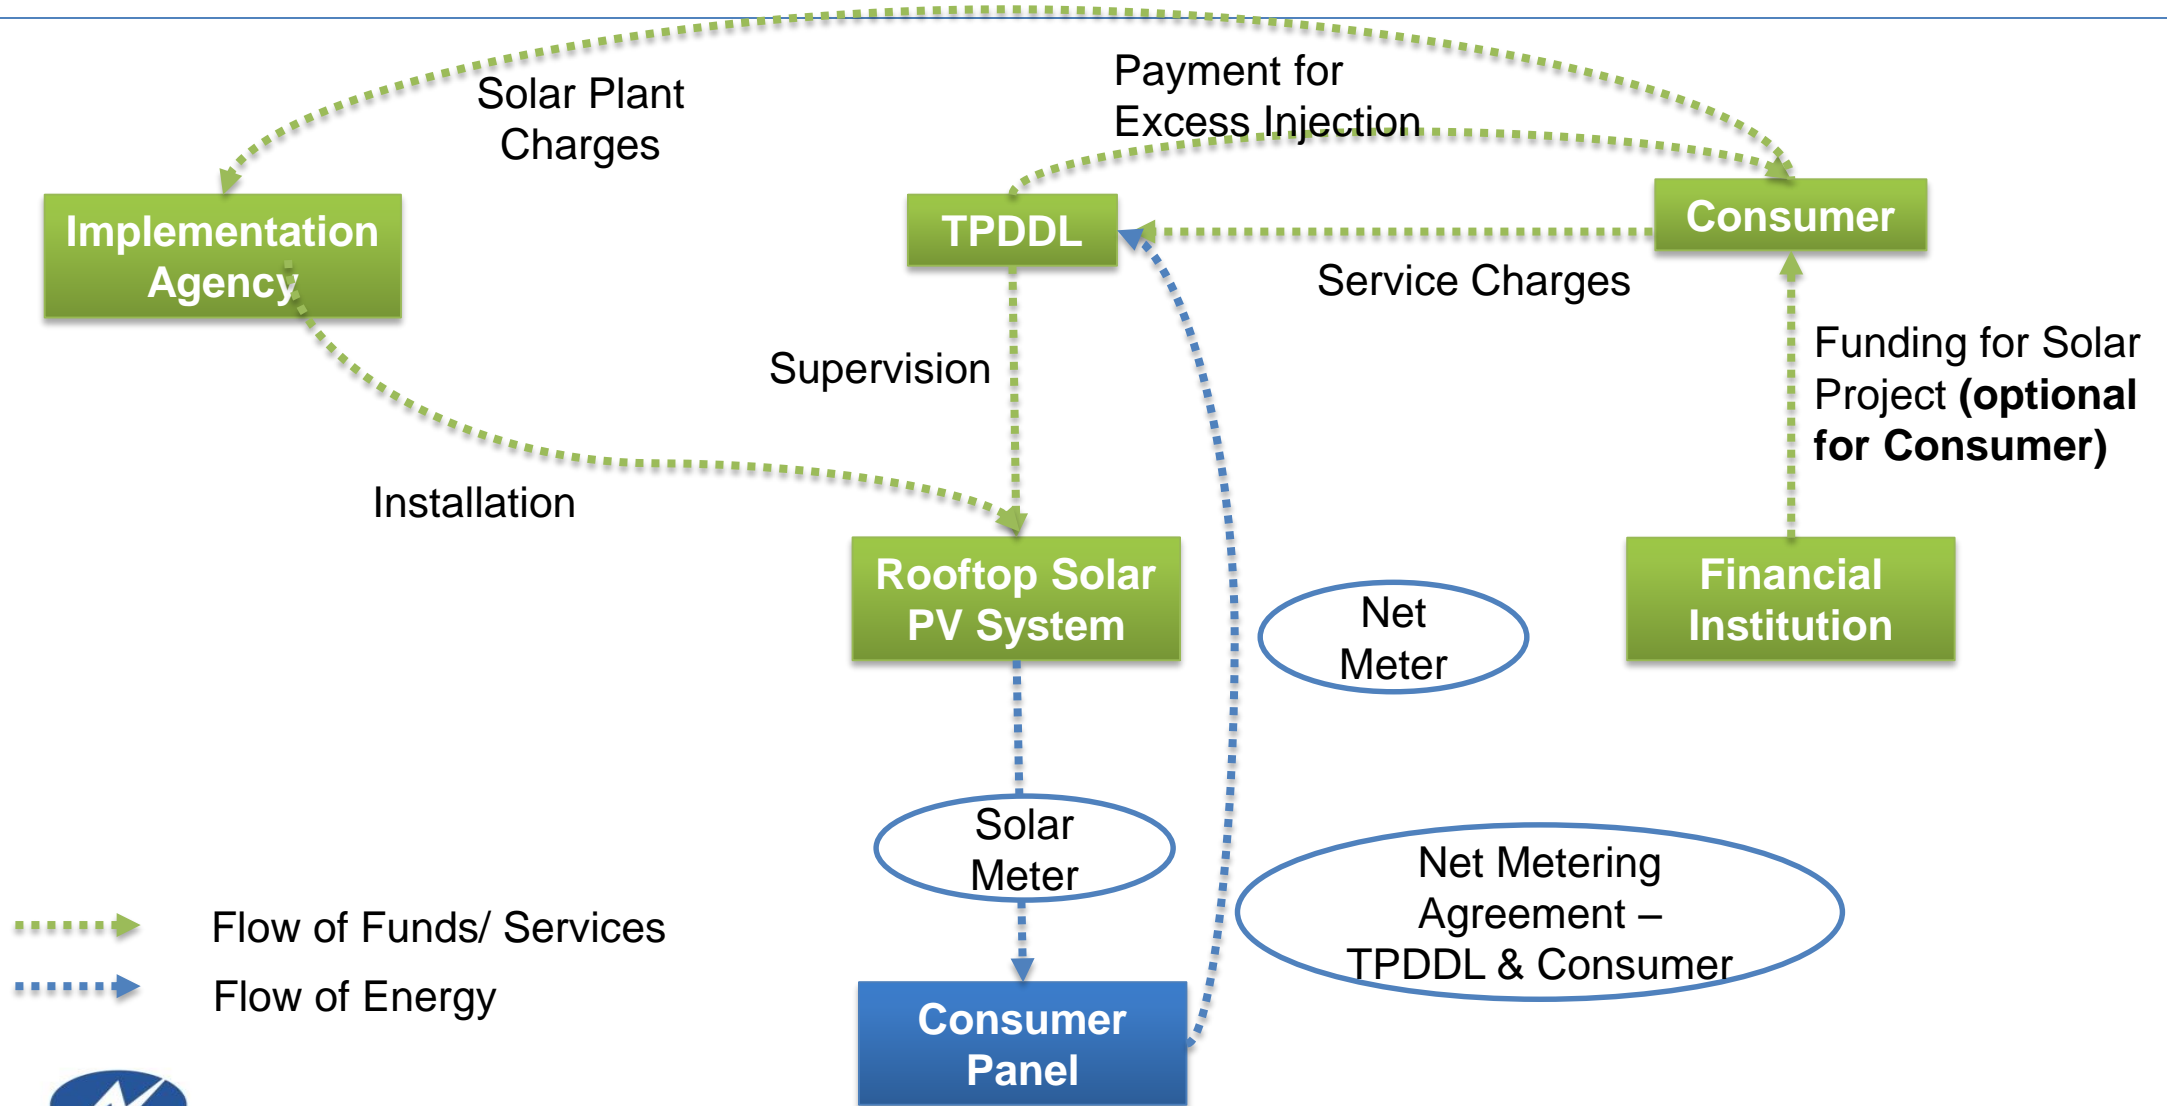 Solar Plant
Charges
Payment for
Excess Injection
Implementation
Agency
TPDDL
Consumer
Service Charges
Supervision
Funding for Solar
Project (optional
for Consumer)
Installation
Rooftop Solar
PV System
Net
Meter
Financial
Institution
Solar
Meter
Net Metering
Agreement –
TPDDL & Consumer
Flow of Funds/ Services
Flow of Energy
Consumer
Panel